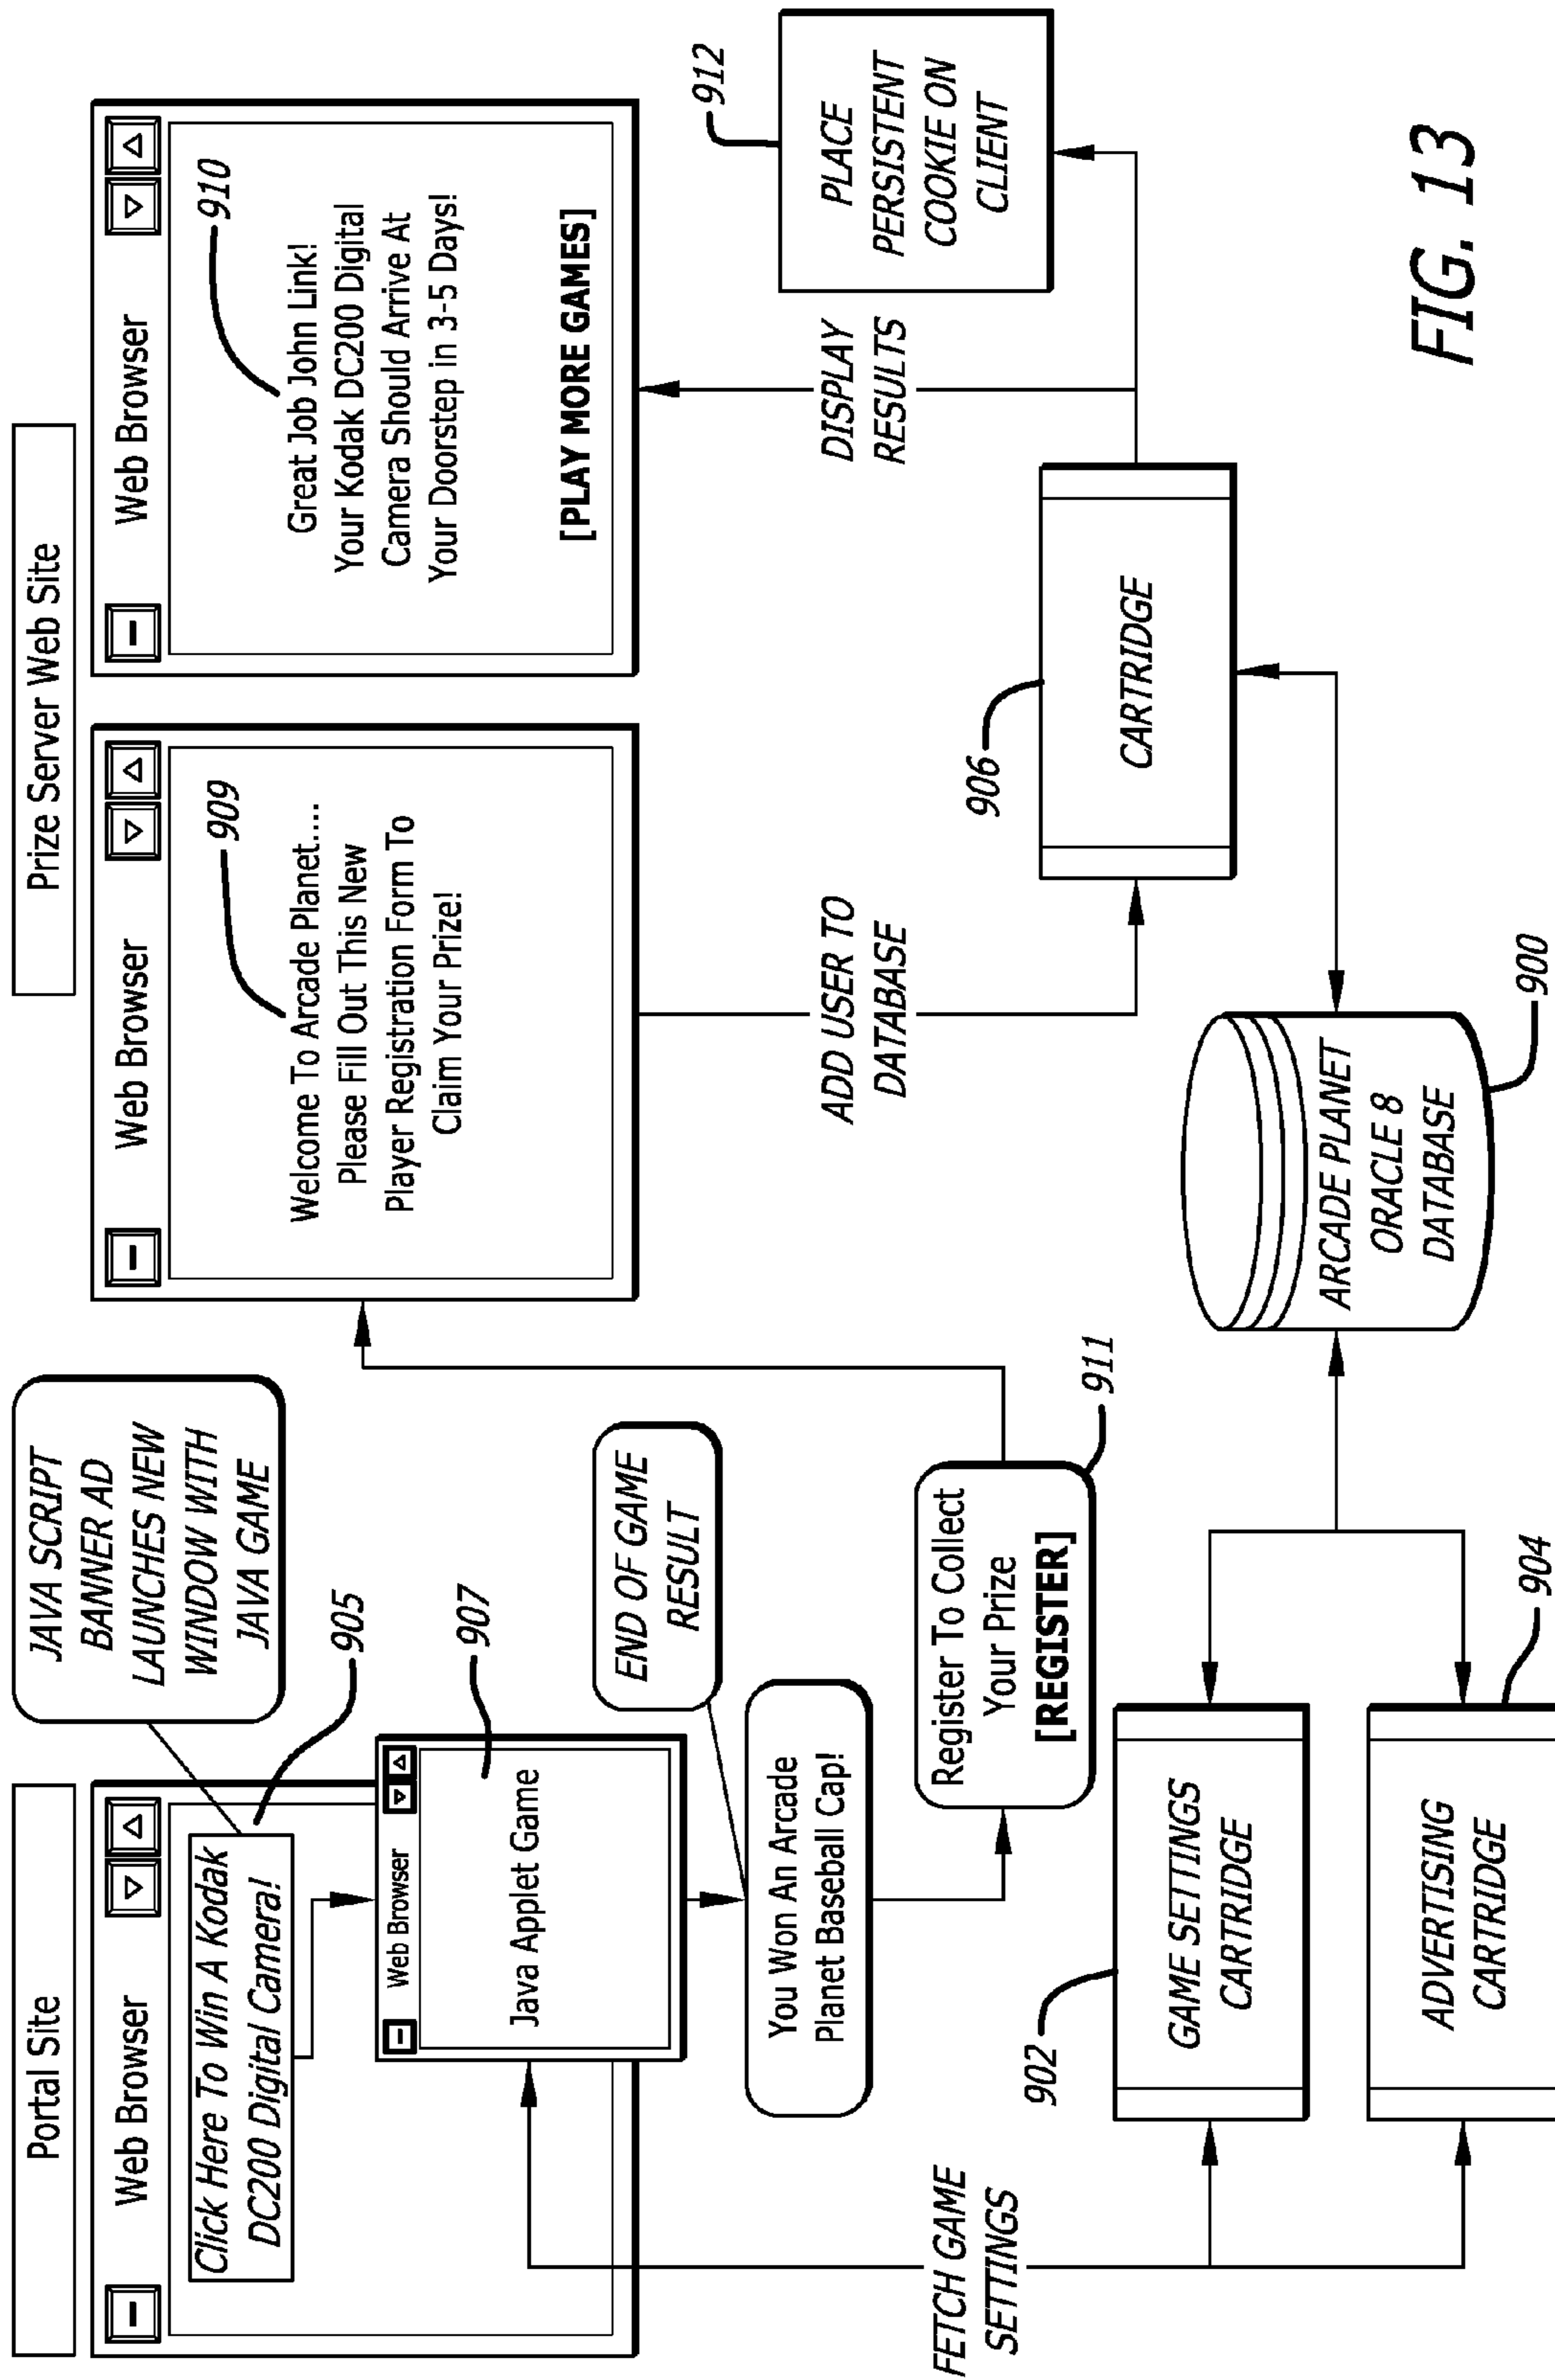 Portal Site
Web Browser
Click Here To Win A Kodak
DC200 Digital Camera!
JAVA SCRIPT
BANNER AD
LAUNCHES NEW
WINDOW WITH
JAVA GAME
905
Web Browser
Java Applet Game
907
END OF GAME
RESULT
You Won An Arcade
Planet Baseball Cap!
Register To Collect
Your Prize
[REGISTER]
911
FETCH GAME
SETTINGS
902
GAME SETTINGS
CARTRIDGE
ADVERTISING
CARTRIDGE
904
Prize Server Web Site
Web Browser
909
Welcome To Arcade Planet....
Please Fill Out This New
Player Registration Form To
Claim Your Prize!
Web Browser
910
Great Job John Link!
Your Kodak DC200 Digital
Camera Should Arrive At
Your Doorstep in 3-5 Days!
[PLAY MORE GAMES]
ADD USER TO
DATABASE
DISPLAY
RESULTS
912
PLACE
PERSISTENT
COOKIE ON
CLIENT
906
CARTRIDGE
ARCADE PLANET
ORACLE 8
DATABASE
900
FIG. 13